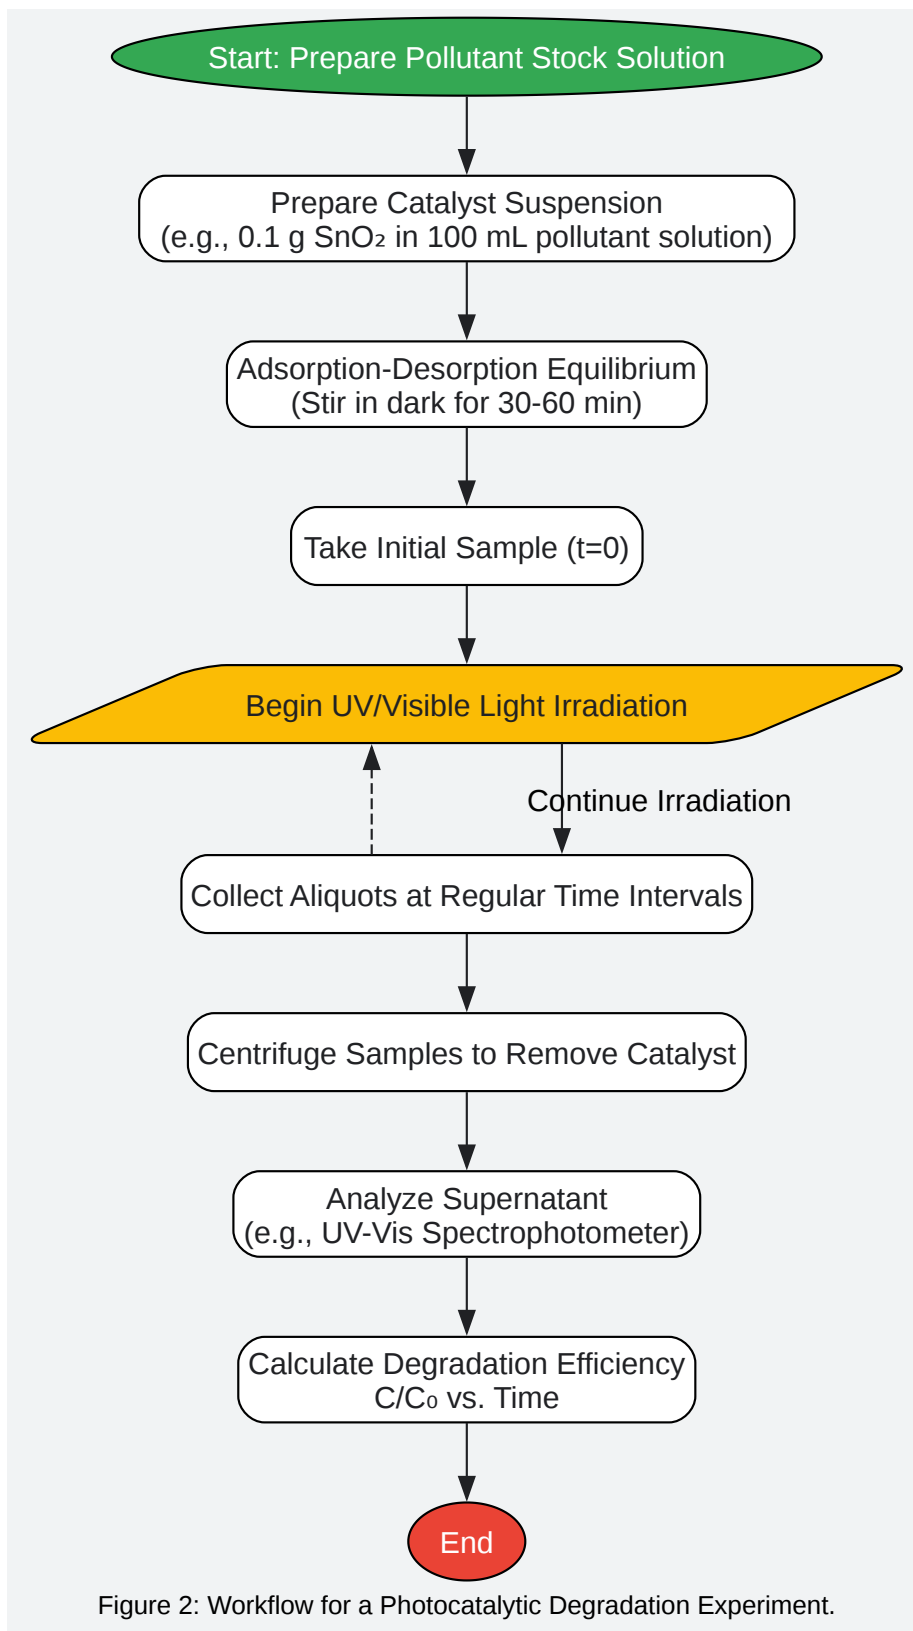 Start: Prepare Pollutant Stock Solution
Prepare Catalyst Suspension
(e.g., 0.1 g SnO₂ in 100 mL pollutant solution)
Adsorption-Desorption Equilibrium
(Stir in dark for 30-60 min)
Take Initial Sample (t=0)
Begin UV/Visible Light Irradiation
Continue Irradiation
Collect Aliquots at Regular Time Intervals
Centrifuge Samples to Remove Catalyst
Analyze Supernatant
(e.g., UV-Vis Spectrophotometer)
Calculate Degradation Efficiency
C/C₀ vs. Time
End
Figure 2: Workflow for a Photocatalytic Degradation Experiment.